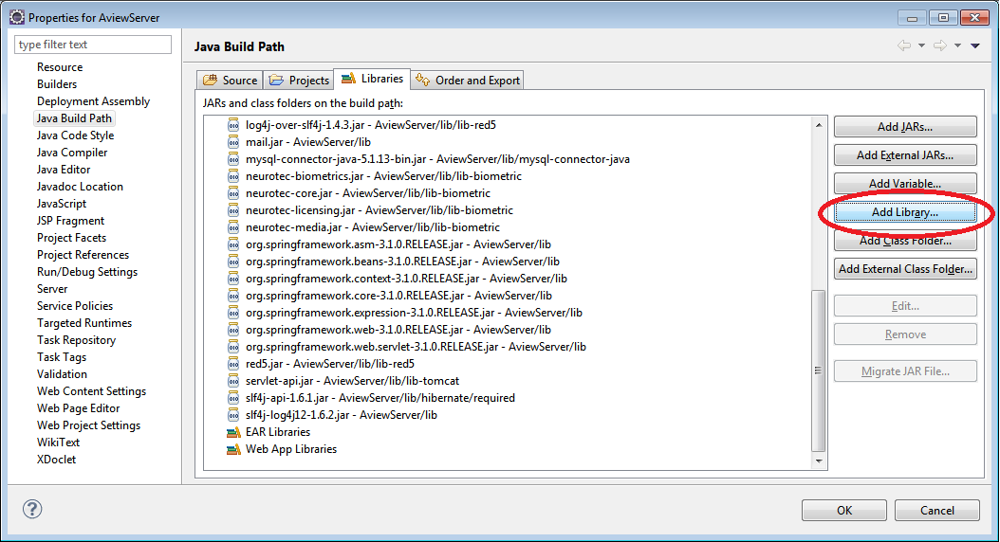 Properties for AviewServer
type filter text
Resource
Builders
Deployment Assembly
Java Build Path
Java Code Style
Java Compiler
Java Editor
Javadoc Location
JavaScript
JSP Fragment
Project Facets
Project References
Run/Debug Settings
Server
Service Policies
Targeted Runtimes
Task Repository
Task Tags
Validation
Web Content Settings
Web Page Editor
Web Project Settings
WikiText
XDoclet
Java Build Path
Source Projects Libraries Order and Export
JARs and class folders on the build path:
log4j-over-slf4j-1.4.3.jar - AviewServer/lib/lib-red5
mail.jar - AviewServer/lib
mysql-connector-java-5.1.13-bin.jar - AviewServer/lib/mysql-connector-java
neurotec-biometrics.jar - AviewServer/lib/lib-biometric
neurotec-core.jar - AviewServer/lib/lib-biometric
neurotec-licensing.jar - AviewServer/lib/lib-biometric
neurotec-media.jar - AviewServer/lib/lib-biometric
org.springframework.asm-3.1.0.RELEASE.jar - AviewServer/lib
org.springframework.beans-3.1.0.RELEASE.jar - AviewServer/lib
org.springframework.context-3.1.0.RELEASE.jar - AviewServer/lib
org.springframework.core-3.1.0.RELEASE.jar - AviewServer/lib
org.springframework.expression-3.1.0.RELEASE.jar - AviewServer/lib
org.springframework.web-3.1.0.RELEASE.jar - AviewServer/lib
org.springframework.web.servlet-3.1.0.RELEASE.jar - AviewServer/lib
red5.jar - AviewServer/lib/lib-red5
servlet-api.jar - AviewServer/lib/lib-tomcat
slf4j-api-1.6.1.jar - AviewServer/lib/hibernate/required
slf4j-log4j12-1.6.2.jar - AviewServer/lib
EAR Libraries
Web App Libraries
Add JARs...
Add External JARs...
Add Variable...
Add Library...
Add Class Folder...
Add External Class Folder...
Edit...
Remove
Migrate JAR File...
OK Cancel